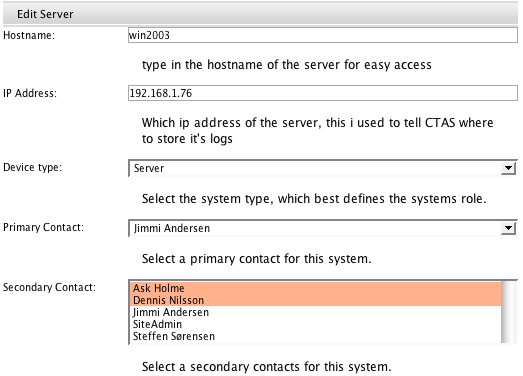 Edit Server
Hostname:
win2003
type in the hostname of the server for easy access
IP Address:
192.168.1.76
Which ip address of the server, this i used to tell CTAS where
to store it's logs
Device type:
Server
Select the system type, which best defines the systems role.
Primary Contact:
Jimmi Andersen
Select a primary contact for this system.
Secondary Contact:
Ask Holme
Dennis Nilsson
Jimmi Andersen
SiteAdmin
Steffen Sørensen
Select a secondary contacts for this system.